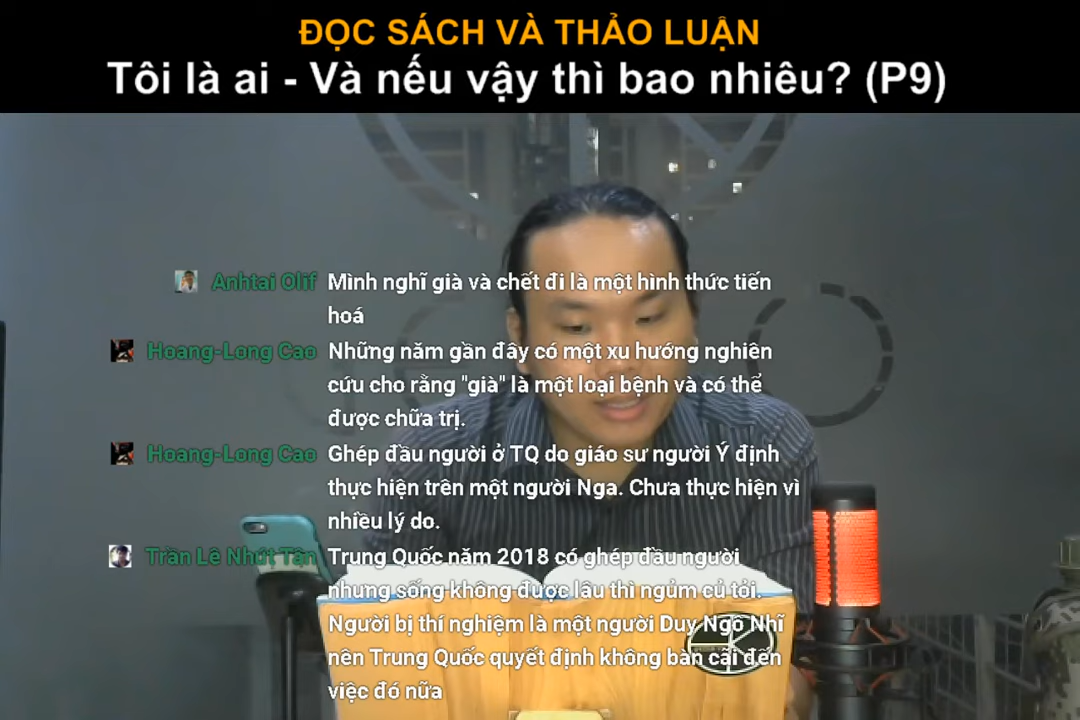 ĐỌC SÁCH VÀ THẢO LUẬN
Tôi là ai - Và nếu vậy thì bao nhiêu? (P9)
Anhtai Olif Mình nghĩ già và chết đi là một hình thức tiến
hoá
Hoang-Long Cao Những năm gần đây có một xu hướng nghiên
cứu cho rằng "già" là một loại bệnh và có thể
được chữa trị.
Hoang-Long Cao Ghép đầu người ở TQ do giáo sư người Ý định
thực hiện trên một người Nga. Chưa thực hiện vì
nhiều lý do.
Trần Lê Nhút Tân Trung Quốc năm 2018 có ghép đầu người
nhưng sống không được lâu thì ngủm củ tỏi.
Người bị thí nghiệm là một người Duy Ngô Nhĩ
nên Trung Quốc quyết định không bàn cãi đến
việc đó nữa